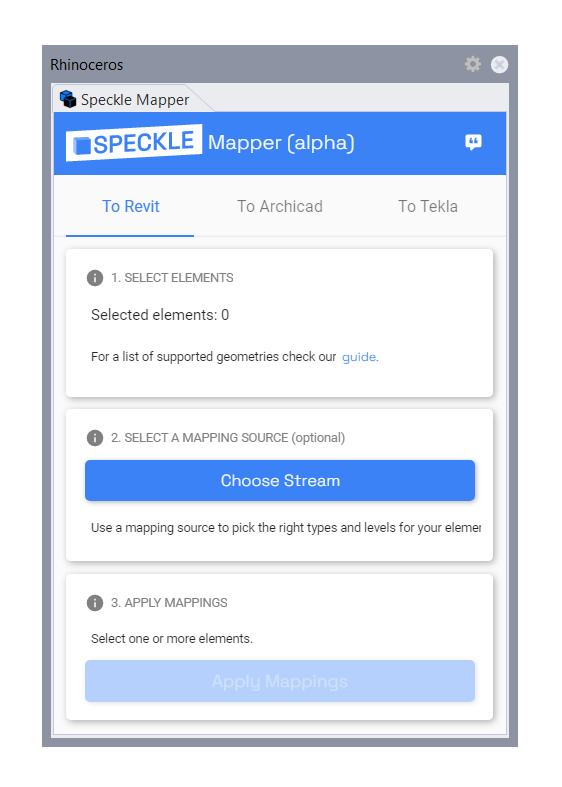 Rhinoceros
Speckle Mapper
SPECKLE Mapper (alpha)
To Revit To Archicad To Tekla
1. SELECT ELEMENTS
Selected elements: 0
For a list of supported geometries check our guide.
2. SELECT A MAPPING SOURCE (optional)
Choose Stream
Use a mapping source to pick the right types and levels for your elemen
3. APPLY MAPPINGS
Select one or more elements.
Apply Mappings